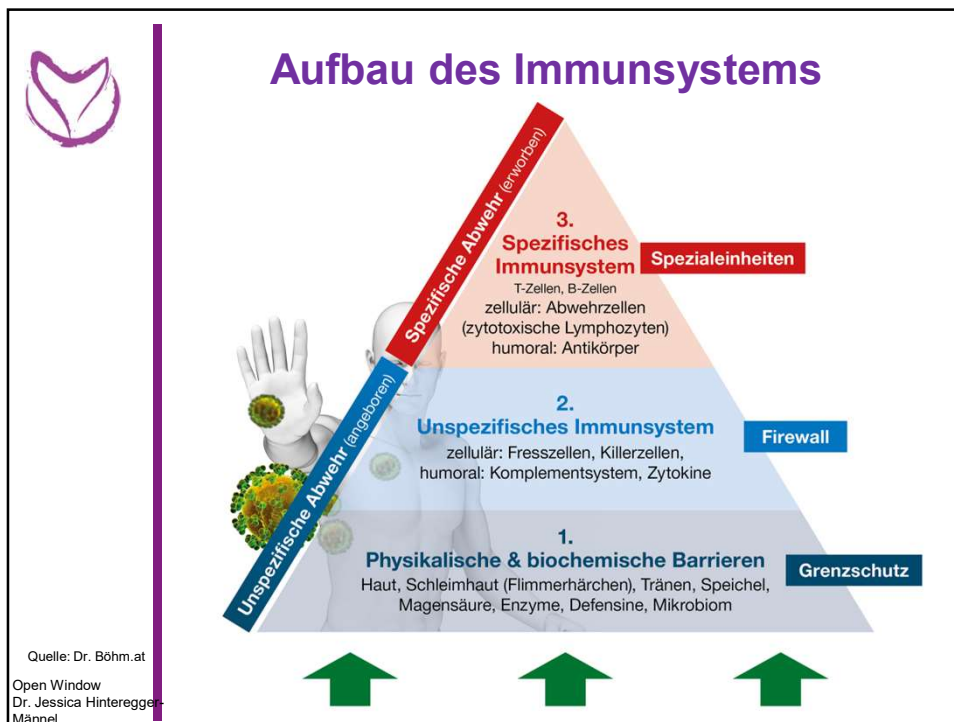 Aufbau des Immunsystems
Spezifische Abwehr (erworben)
3.
Spezifisches
Immunsystem
T-Zellen, B-Zellen
zellulär: Abwehrzellen
(zytotoxische Lymphozyten)
humoral: Antikörper
Spezialeinheiten
Unspezifische Abwehr (angeboren)
2.
Unspezifisches Immunsystem
zellulär: Fresszellen, Killerzellen,
humoral: Komplementsystem, Zytokine
Firewall
1.
Physikalische & biochemische Barrieren
Haut, Schleimhaut (Flimmerhärchen), Tränen, Speichel,
Magensäure, Enzyme, Defensine, Mikrobiom
Grenzschutz
Quelle: Dr. Böhm.at
Open Window
Dr. Jessica Hinteregger-
Männel